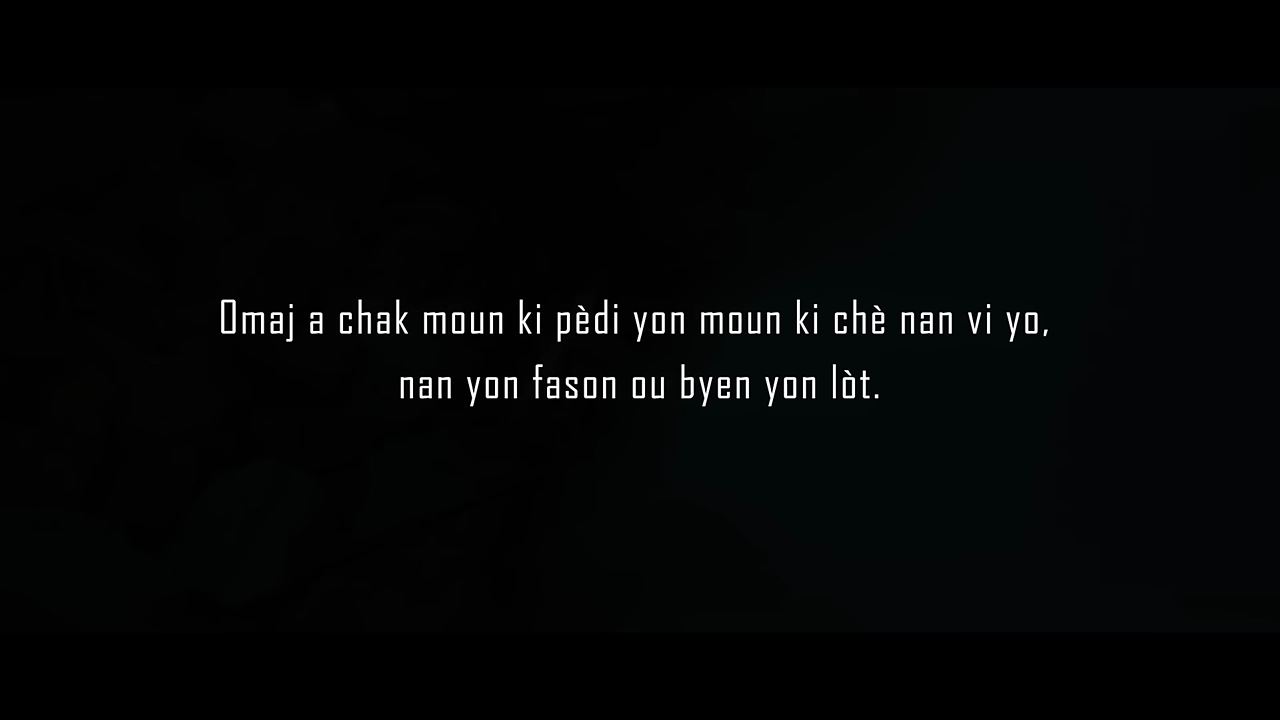 Omaj a chak moun ki pèdi yon moun ki chè nan vi yo,
nan yon fason ou byen yon lòt.